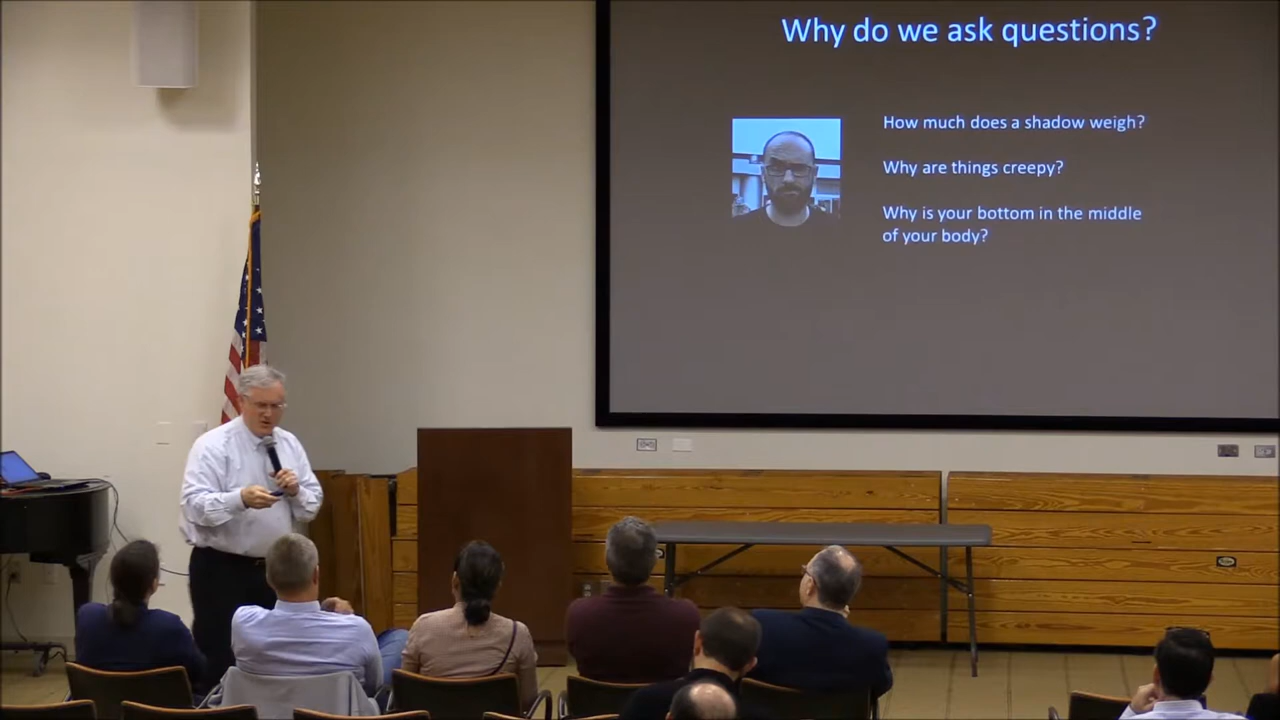 Why do we ask questions?
How much does a shadow weigh?
Why are things creepy?
Why is your bottom in the middle
of your body?